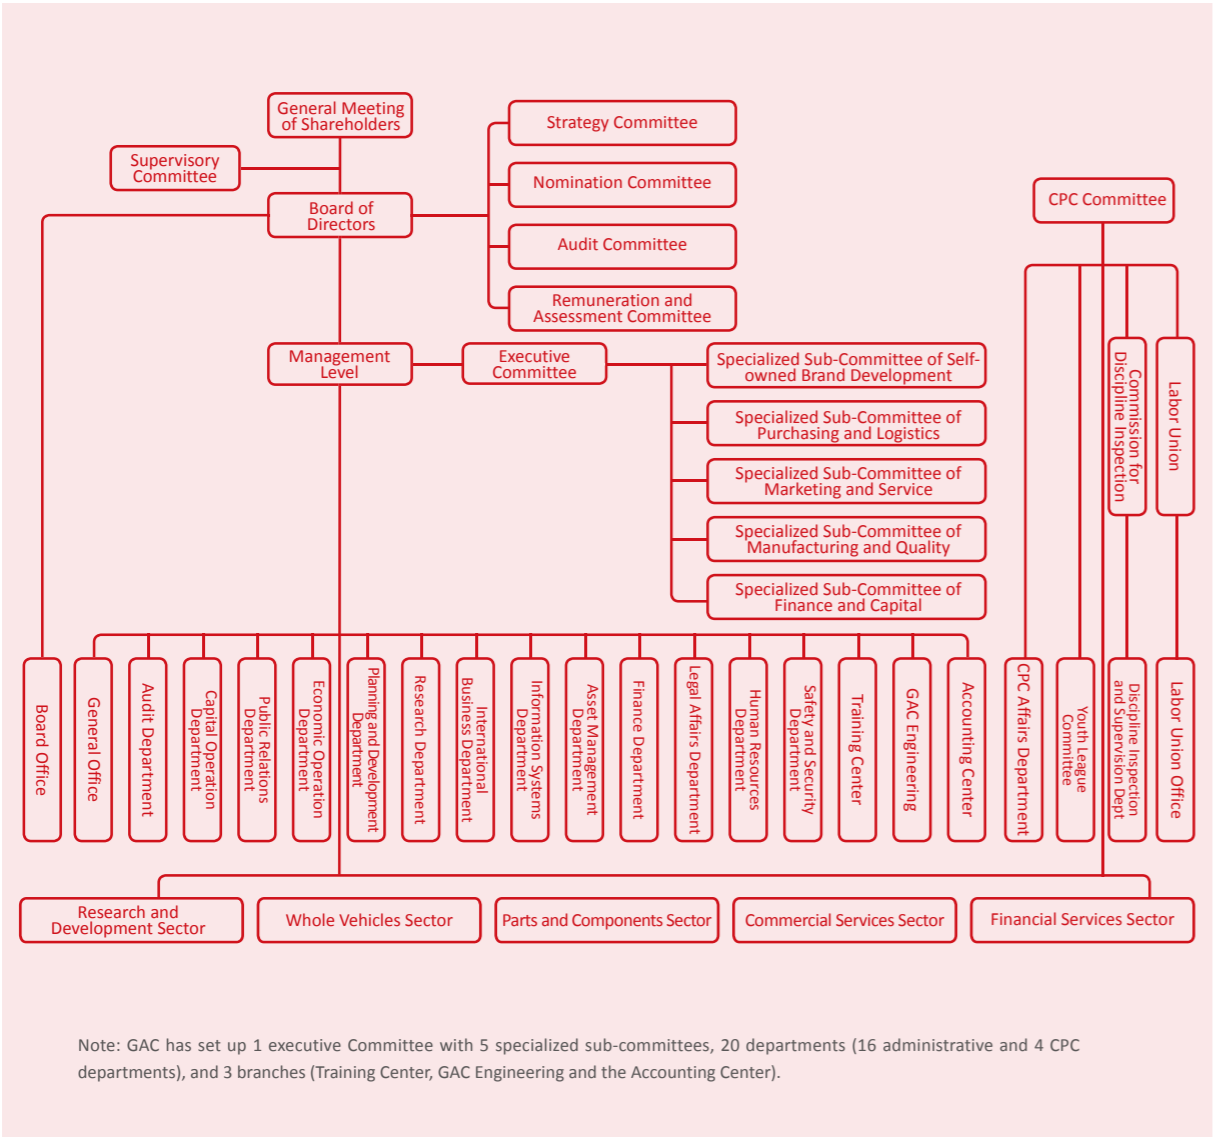 General Meeting
of Shareholders
Supervisory
Committee
Board of
Directors
Strategy Committee
Nomination Committee
Audit Committee
Remuneration and
Assessment Committee
CPC Committee
Management
Level
Executive
Committee
Specialized Sub-Committee of Self-
owned Brand Development
Specialized Sub-Committee of
Purchasing and Logistics
Specialized Sub-Committee of
Marketing and Service
Specialized Sub-Committee of
Manufacturing and Quality
Specialized Sub-Committee of
Finance and Capital
Commission for
Discipline Inspection
Labor Union
Board Office
General Office
Audit Department
Capital Operation
Department
Public Relations
Department
Economic Operation
Department
Planning and Development
Department
Research Department
International
Business Department
Information Systems
Department
Asset Management
Department
Finance Department
Legal Affairs Department
Human Resources
Department
Safety and Security
Department
Training Center
GAC Engineering
Accounting Center
CPC Affairs Department
Youth League
Committee
Discipline Inspection
and Supervision Dept
Labor Union Office
Research and
Development Sector
Whole Vehicles Sector
Parts and Components Sector
Commercial Services Sector
Financial Services Sector
Note: GAC has set up 1 executive Committee with 5 specialized sub-committees, 20 departments (16 administrative and 4 CPC
departments), and 3 branches (Training Center, GAC Engineering and the Accounting Center).